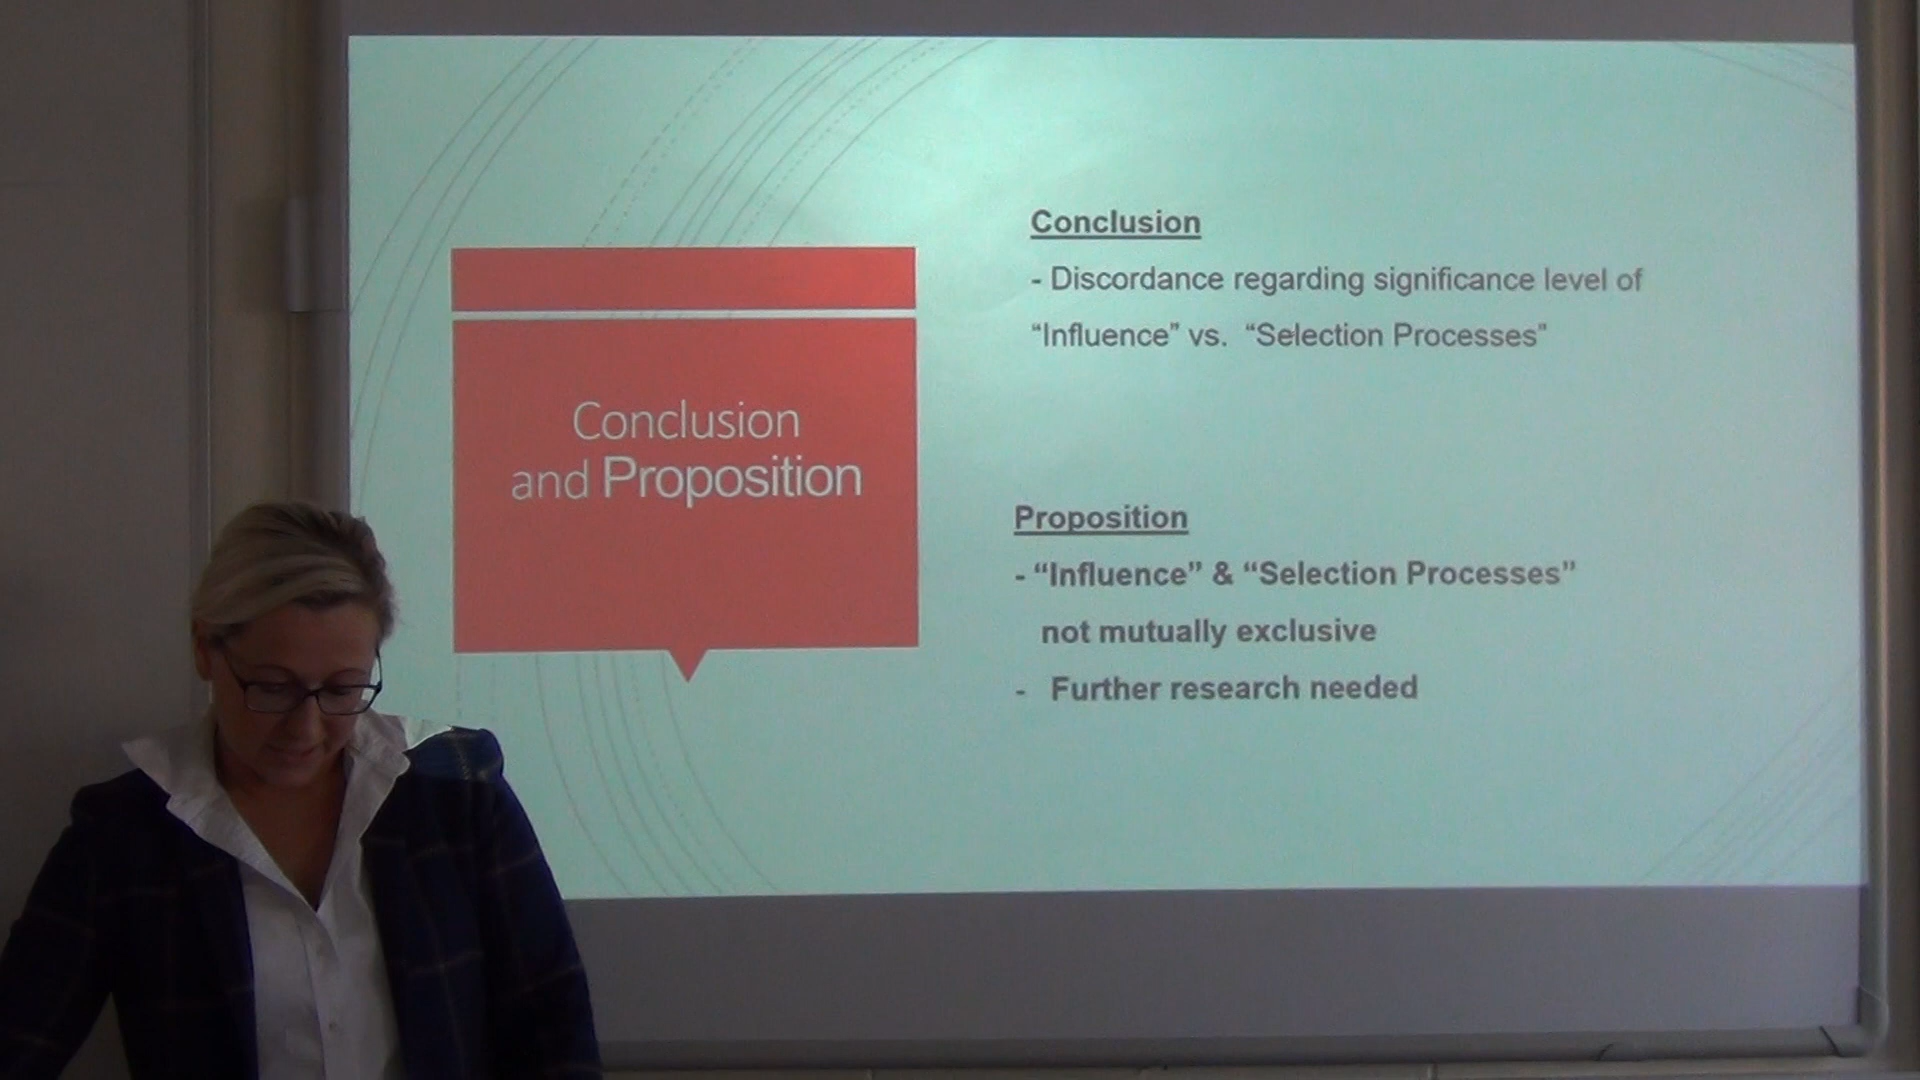 Conclusion
and Proposition
Conclusion
- Discordance regarding significance level of
“Influence” vs. “Selection Processes”
Proposition
- “Influence” & “Selection Processes”
not mutually exclusive
- Further research needed